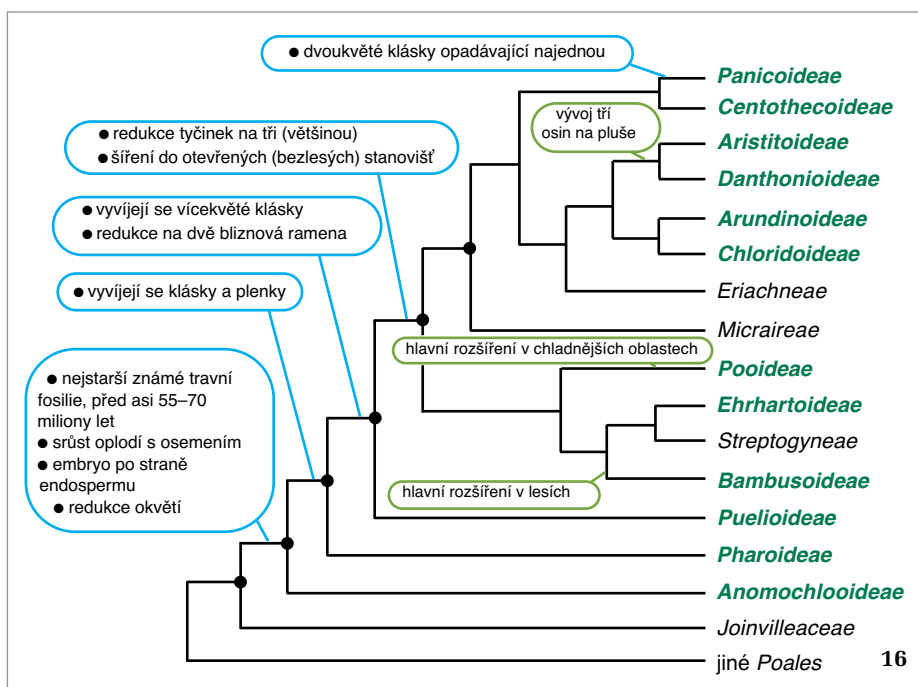 ● dvoukvěté klásky opadávající najednou
● redukce tyčinek na tři (většinou)
● šíření do otevřených (bezlesých) stanovišť
● vyvíjejí se vícekvěté klásky
● redukce na dvě bliznová ramena
● vyvíjejí se klásky a plenky
● nejstarší známé travní
fosilie, před asi 55–70
miliony let
● srůst oplodí s osemením
● embryo po straně
endospermu
● redukce okvětí
vývoj tří
osin na pluše
hlavní rozšíření v chladnějších oblastech
hlavní rozšíření v lesích
Panicoideae
Centothecoideae
Aristitoideae
Danthonioideae
Arundinoideae
Chloridoideae
Eriachneae
Micraireae
Pooideae
Ehrhartoideae
Streptogyneae
Bambusoideae
Puelioideae
Pharoideae
Anomochlooideae
Joinvilleaceae
jiné Poales
16